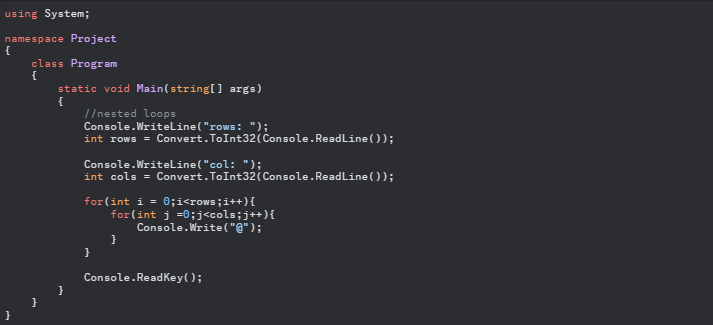 using System;
namespace Project
{
class Program
{
static void Main(string[] args)
{
//nested loops
Console.WriteLine("rows: ");
int rows = Convert.ToInt32(Console.ReadLine());
Console.WriteLine("col: ");
int cols = Convert.ToInt32(Console.ReadLine());
for(int i = 0;i<rows;i++){
for(int j =0;j<cols;j++){
Console.Write("@");
}
}
Console.ReadKey();
}
}
}